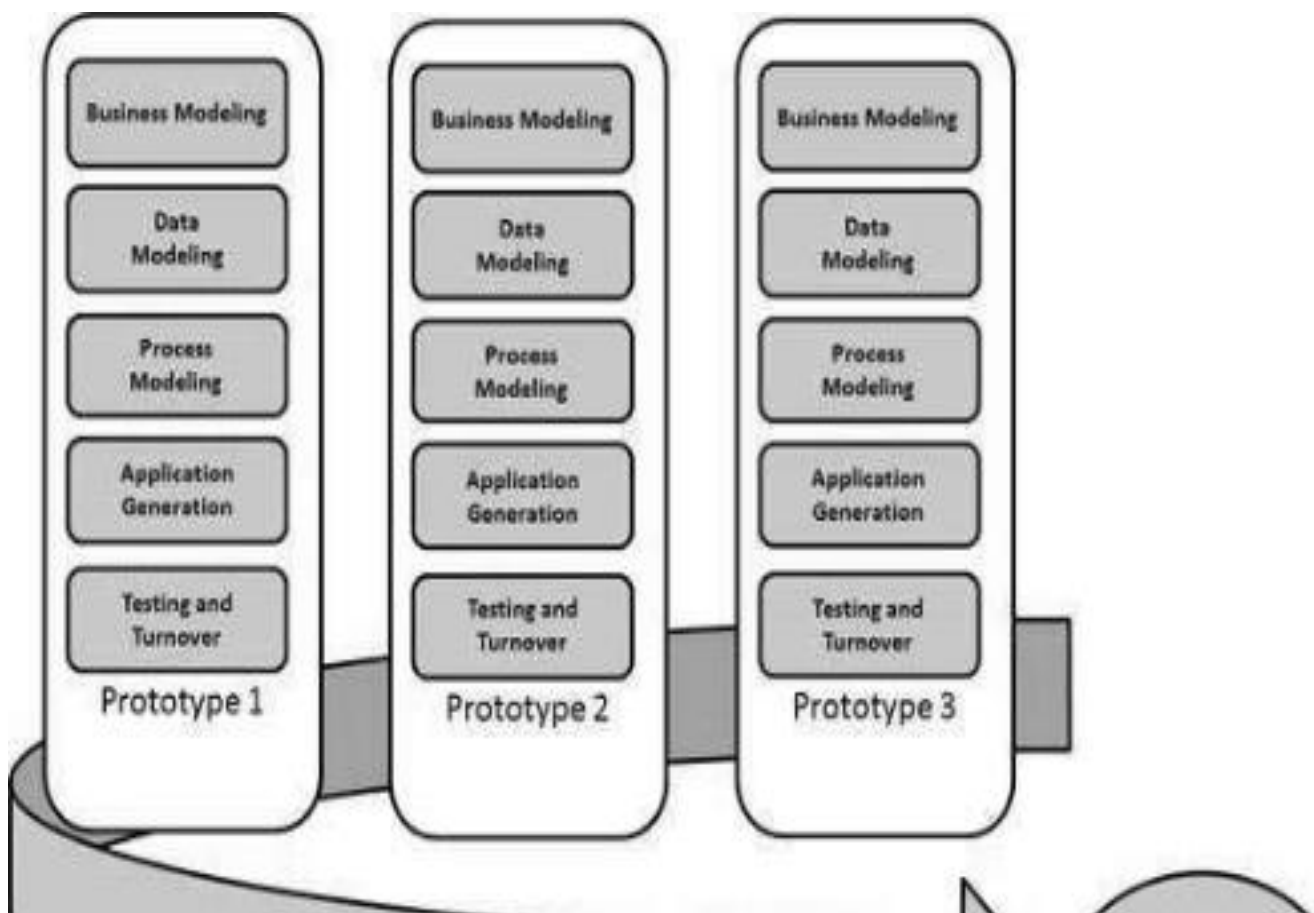 Business Modeling
Data
Modeling
Process
Modeling
Application
Generation
Testing and
Turnover
Prototype 1
Business Modeling
Data
Modeling
Process
Modeling
Application
Generation
Testing and
Turnover
Prototype 2
Business Modeling
Data
Modeling
Process
Modeling
Application
Generation
Testing and
Turnover
Prototype 3